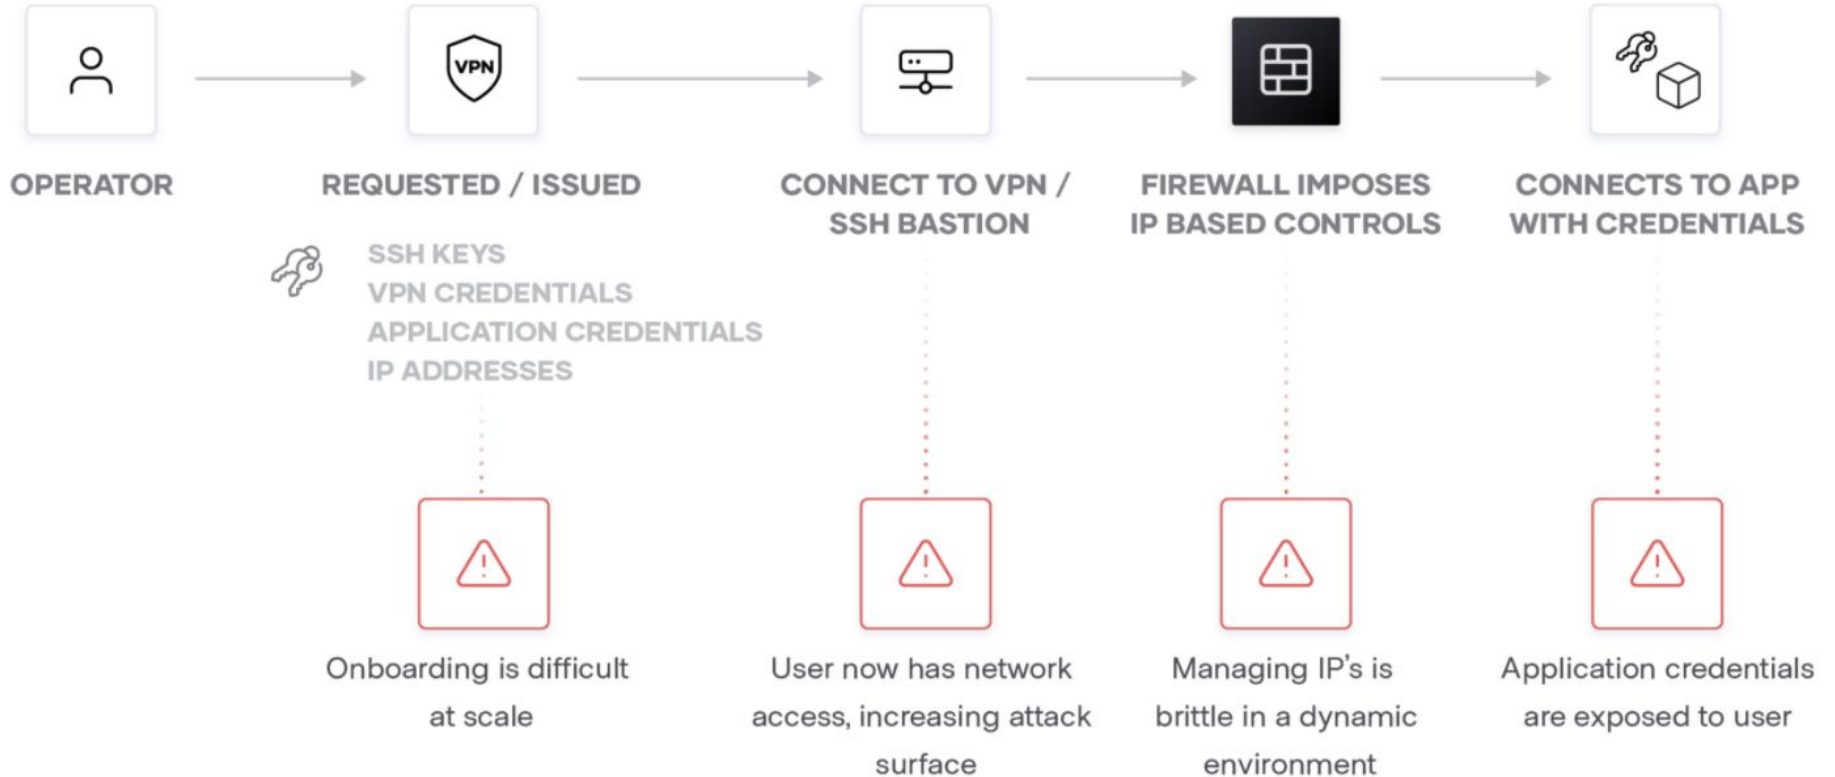 VPN
OPERATOR
REQUESTED / ISSUED
SSH KEYS
VPN CREDENTIALS
APPLICATION CREDENTIALS
IP ADDRESSES
CONNECT TO VPN /
SSH BASTION
FIREWALL IMPOSES
IP BASED CONTROLS
CONNECTS TO APP
WITH CREDENTIALS
Onboarding is difficult
at scale
User now has network
access, increasing attack
surface
Managing IP's is
brittle in a dynamic
environment
Application credentials
are exposed to user